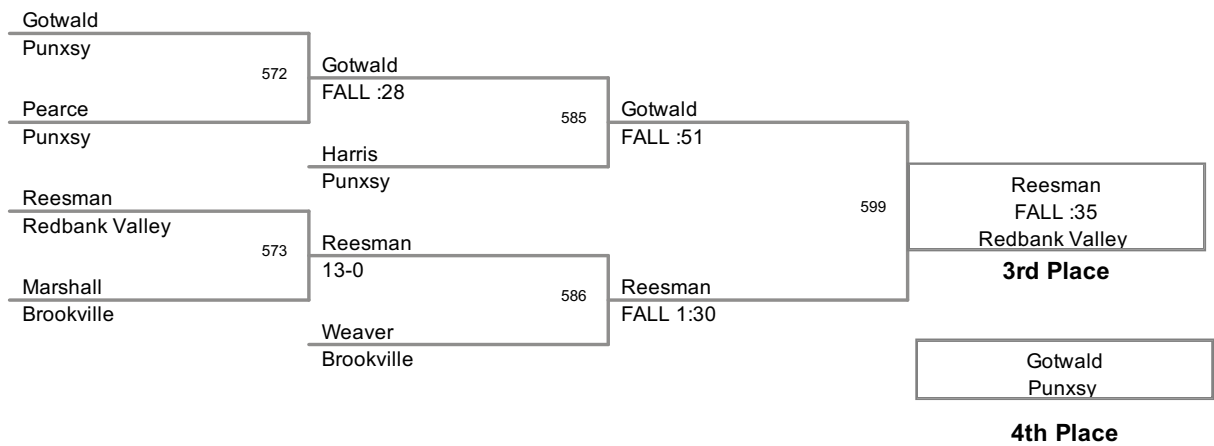 Gotwald
Punxsy
572
Pearce
Punxsy
Gotwald
FALL :28
585
Harris
Punxsy
Gotwald
FALL :51
Reesman
Redbank Valley
573
Marshall
Brookville
Reesman
13-0
586
Weaver
Brookville
Reesman
FALL 1:30
599
Reesman
FALL :35
Redbank Valley
3rd Place
Gotwald
Punxsy
4th Place